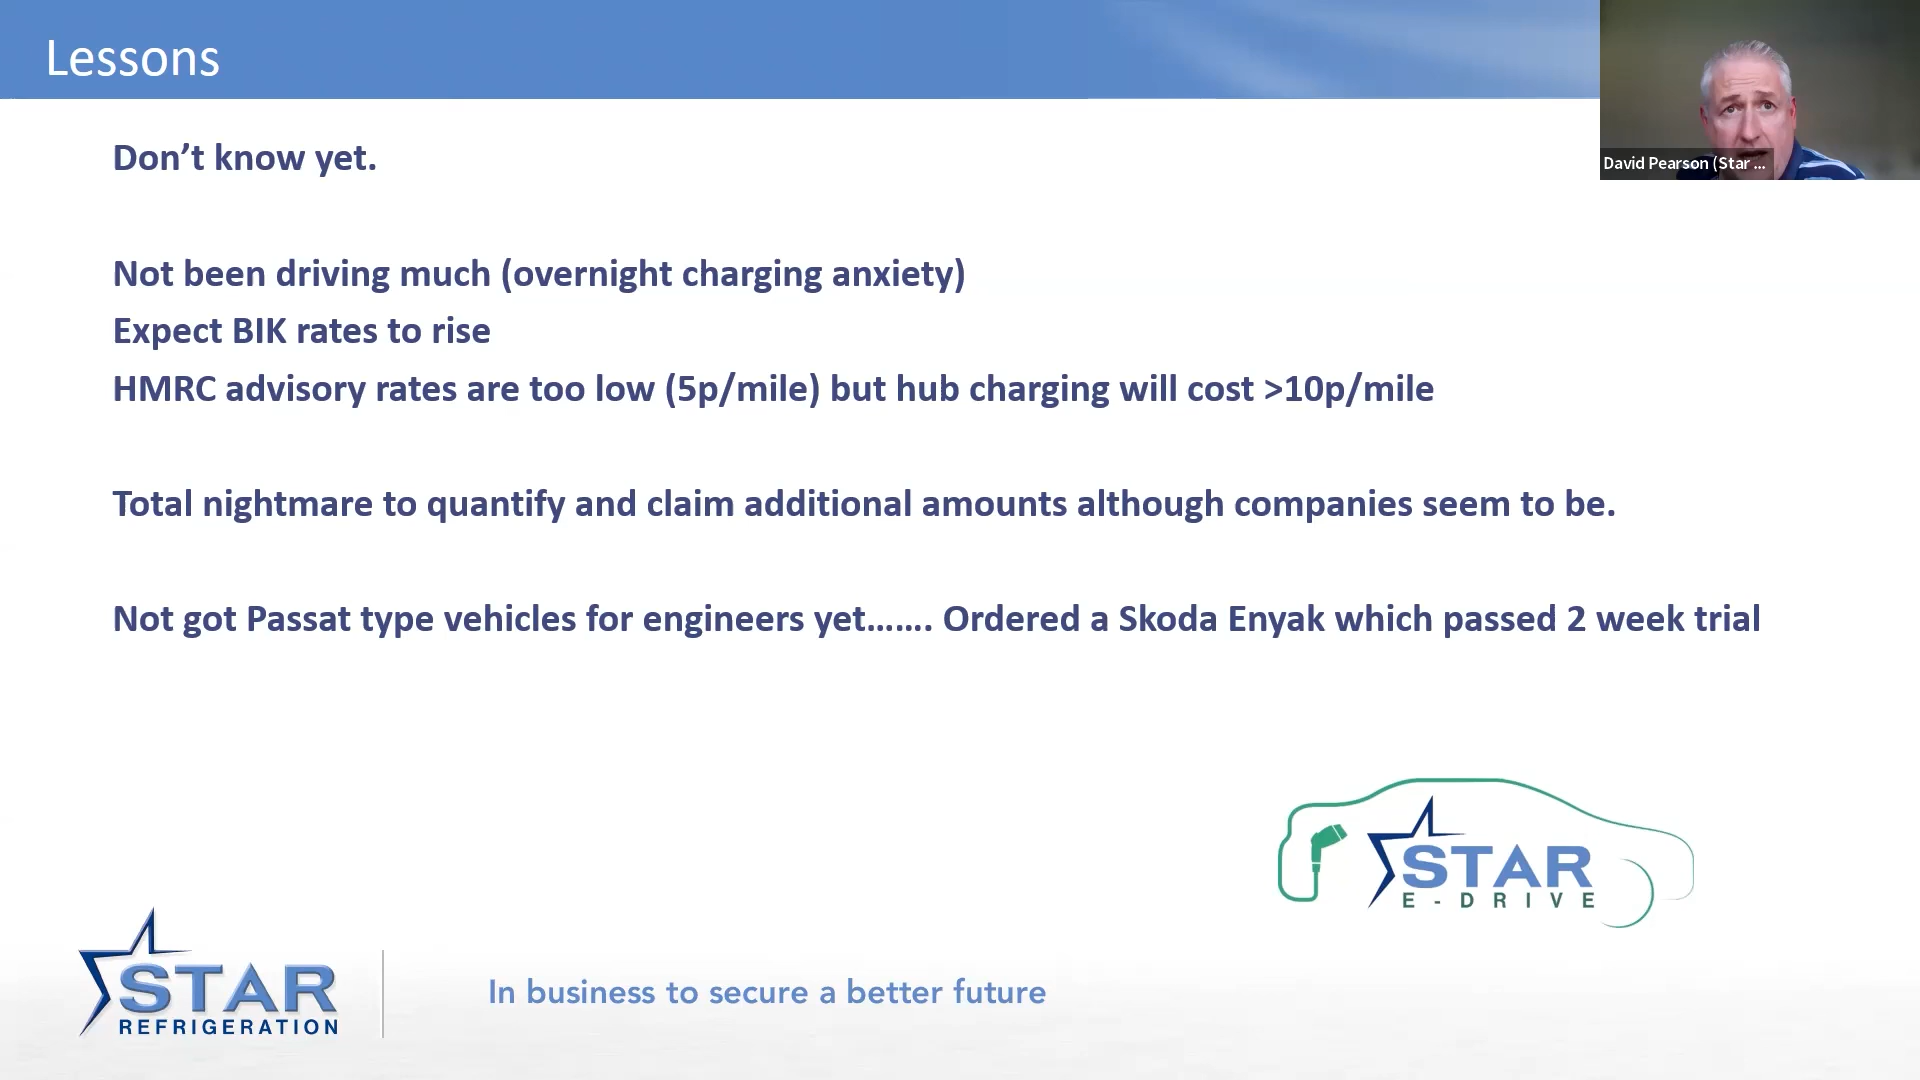 Lessons
David Pearson (Star ...
Don’t know yet.
Not been driving much (overnight charging anxiety)
Expect BIK rates to rise
HMRC advisory rates are too low (5p/mile) but hub charging will cost >10p/mile
Total nightmare to quantify and claim additional amounts although companies seem to be.
Not got Passat type vehicles for engineers yet....... Ordered a Skoda Enyak which passed 2 week trial
STAR
E-DRIVE
STAR
REFRIGERATION
In business to secure a better future